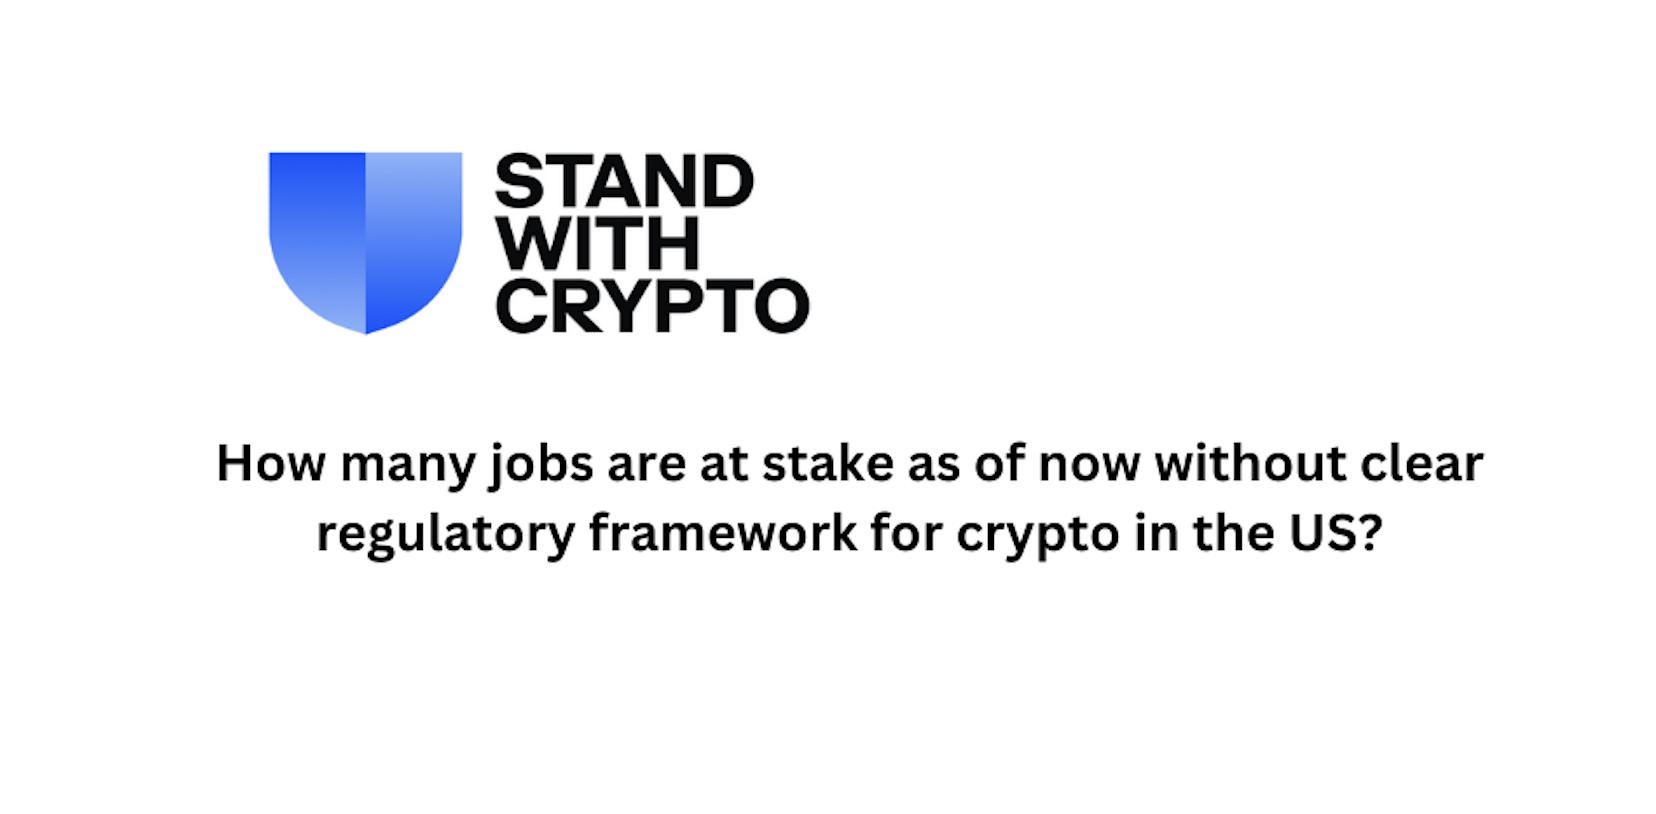 STAND
WITH
CRYPTO
How many jobs are at stake as of now without clear
regulatory framework for crypto in the US?